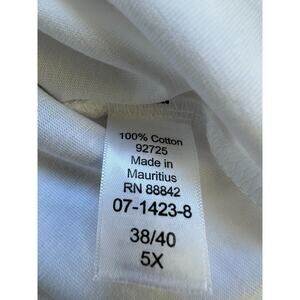 100% Cotton
92725
Made in
Mauritius
RN 88842
07-1423-8
38/40
5X